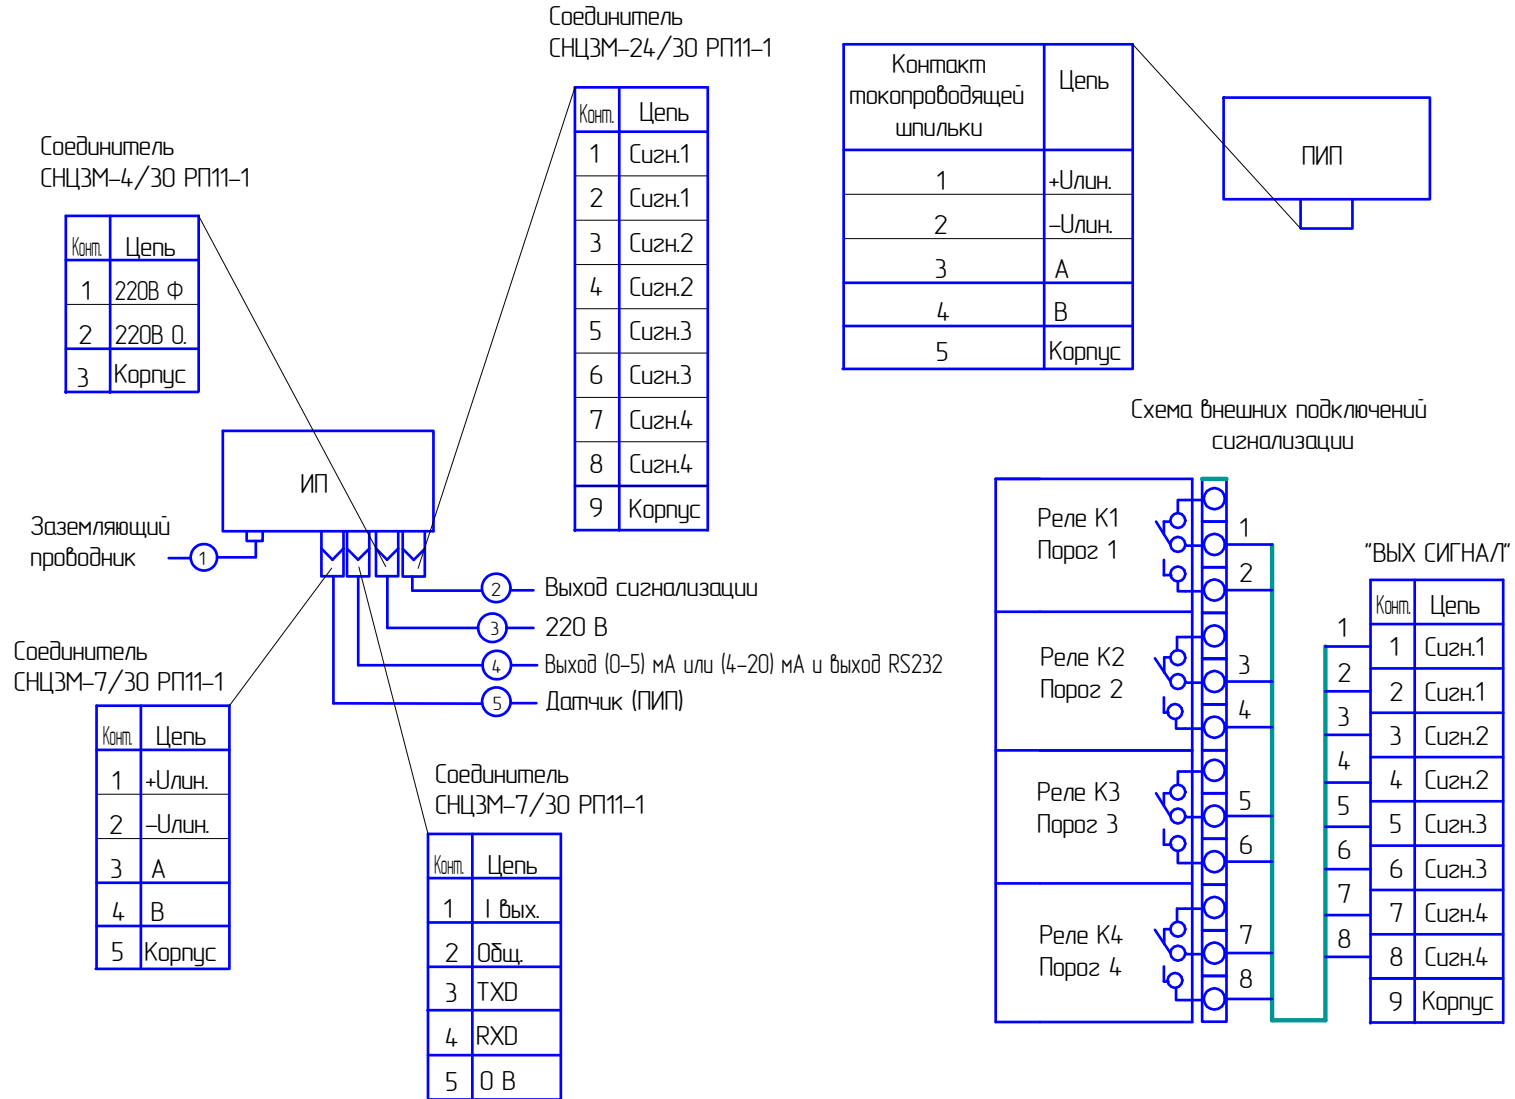 Соединитель
СНЦ3М-24/30 РП11-1
Конт. Цепь
1 Сигн.1
2 Сигн.1
3 Сигн.2
4 Сигн.2
5 Сигн.3
6 Сигн.3
7 Сигн.4
8 Сигн.4
9 Корпус
Соединитель
СНЦ3М-4/30 РП11-1
Конт. Цепь
1 220В Ф
2 220В О.
3 Корпус
Контакт
токопроводящей
шпильки
Цепь
1 +Uлин.
2 -Uлин.
3 А
4 В
5 Корпус
ПИП
ИП
Заземляющий
проводник
1
2 Выход сигнализации
3 220 В
4 Выход (0-5) мА или (4-20) мА и выход RS232
5 Датчик (ПИП)
Соединитель
СНЦ3М-7/30 РП11-1
Конт. Цепь
1 +Uлин.
2 -Uлин.
3 А
4 В
5 Корпус
Соединитель
СНЦ3М-7/30 РП11-1
Конт. Цепь
1 I вых.
2 Общ.
3 TXD
4 RXD
5 0 В
Схема внешних подключений
сигнализации
Реле К1
Порог 1
1
2
Реле К2
Порог 2
3
4
Реле К3
Порог 3
5
6
Реле К4
Порог 4
7
8
"ВЫХ СИГНАЛ"
Конт. Цепь
1 1 Сигн.1
2 2 Сигн.1
3 3 Сигн.2
4 4 Сигн.2
5 5 Сигн.3
6 6 Сигн.3
7 7 Сигн.4
8 8 Сигн.4
9 Корпус